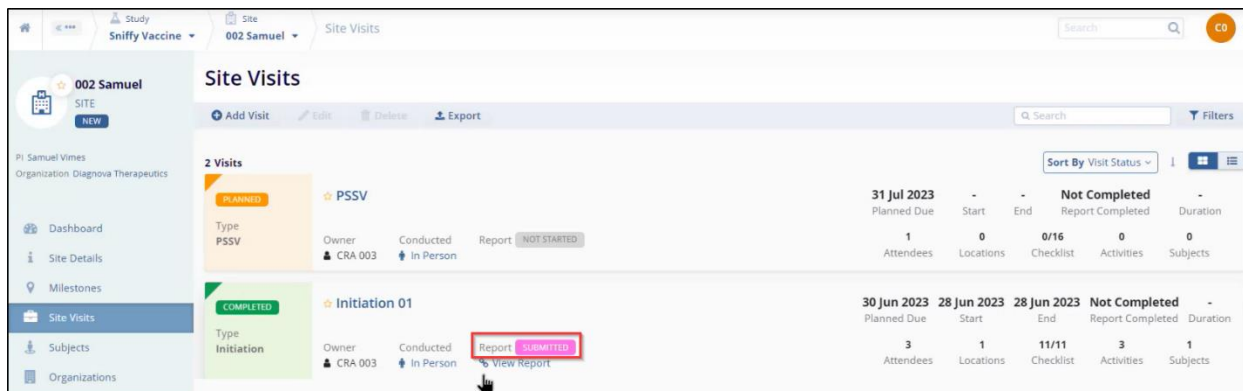 Study
Sniffy Vaccine
Site
002 Samuel
Site Visits
Search
CO
002 Samuel
SITE
NEW
PI Samuel Vimes
Organization Diagnova Therapeutics
Dashboard
Site Details
Milestones
Site Visits
Subjects
Organizations
Site Visits
Add Visit Edit Delete Export
Search
Filters
2 Visits
Sort By Visit Status
PLANNED
Type
PSSV
PSSV
Owner Conducted Report NOT STARTED
CRA 003 In Person
31 Jul 2023 - - Not Completed -
Planned Due Start End Report Completed Duration
1 0 0/16 0 0
Attendees Locations Checklist Activities Subjects
COMPLETED
Type
Initiation
Initiation 01
Owner Conducted Report SUBMITTED
CRA 003 In Person View Report
30 Jun 2023 28 Jun 2023 28 Jun 2023 Not Completed -
Planned Due Start End Report Completed Duration
3 1 11/11 3 1
Attendees Locations Checklist Activities Subjects